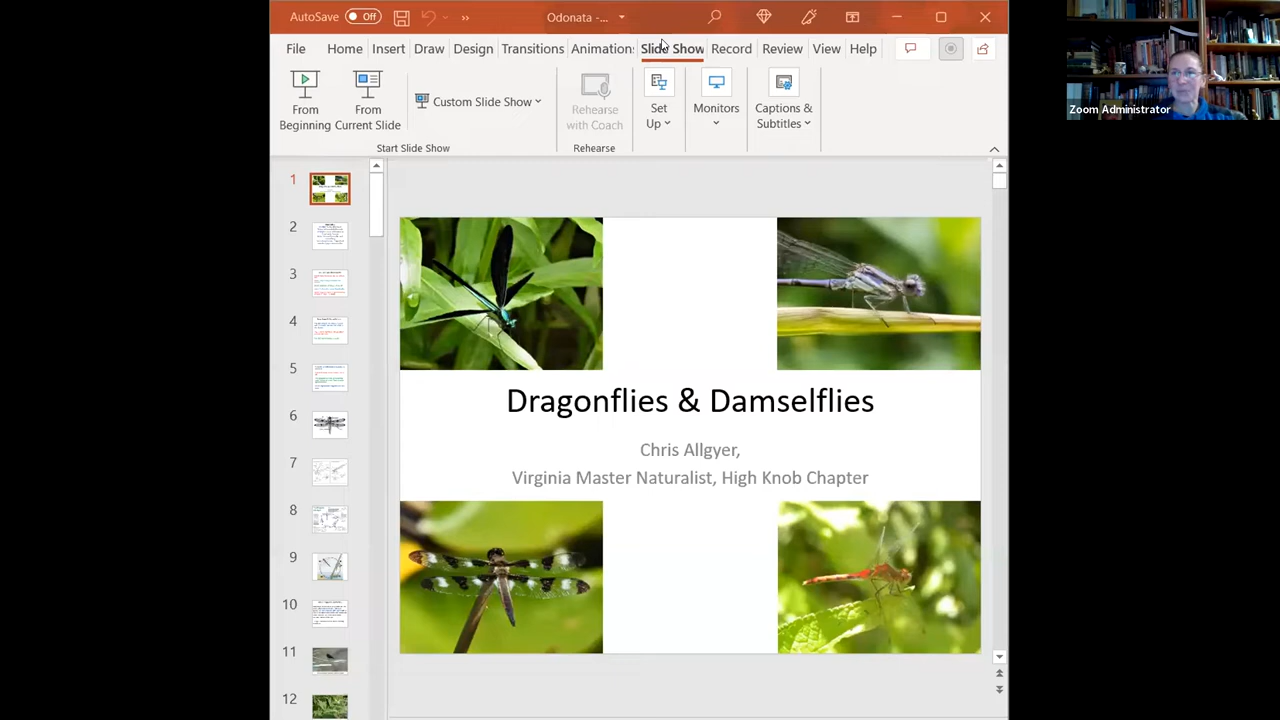 AutoSave Off
Odonata -...
File Home Insert Draw Design Transitions Animation: Slide Show Record Review View Help
From Beginning
From Current Slide
Custom Slide Show
Start Slide Show
Rehearse with Coach
Rehearse
Set Up
Monitors
Captions & Subtitles
Zoom Administrator
1
2
3
4
5
6
7
8
9
10
11
12
Dragonflies & Damselflies
Chris Allgyer,
Virginia Master Naturalist, High Knob Chapter